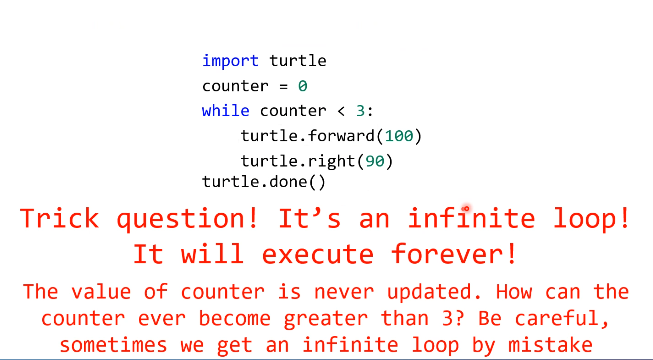 import turtle
counter = 0
while counter < 3:
    turtle.forward(100)
    turtle.right(90)
turtle.done()
Trick question! It’s an infinite loop!
It will execute forever!
The value of counter is never updated. How can the
counter ever become greater than 3? Be careful,
sometimes we get an infinite loop by mistake